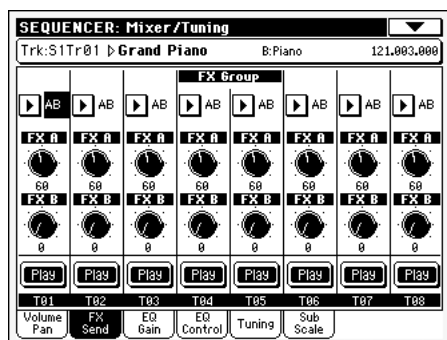 SEQUENCER: Mixer/Tuning
Trk:S1Tr01 Grand Piano B:Piano 121.003.000
FX Group
AB AB AB AB AB AB AB AB
FX A FX A FX A FX A FX A FX A FX A FX A
60 60 60 60 60 60 60 60
FX B FX B FX B FX B FX B FX B FX B FX B
0 0 0 0 0 0 0 0
Play Play Play Play Play Play Play Play
T01 T02 T03 T04 T05 T06 T07 T08
Volume Pan FX Send EQ Gain EQ Control Tuning Sub Scale